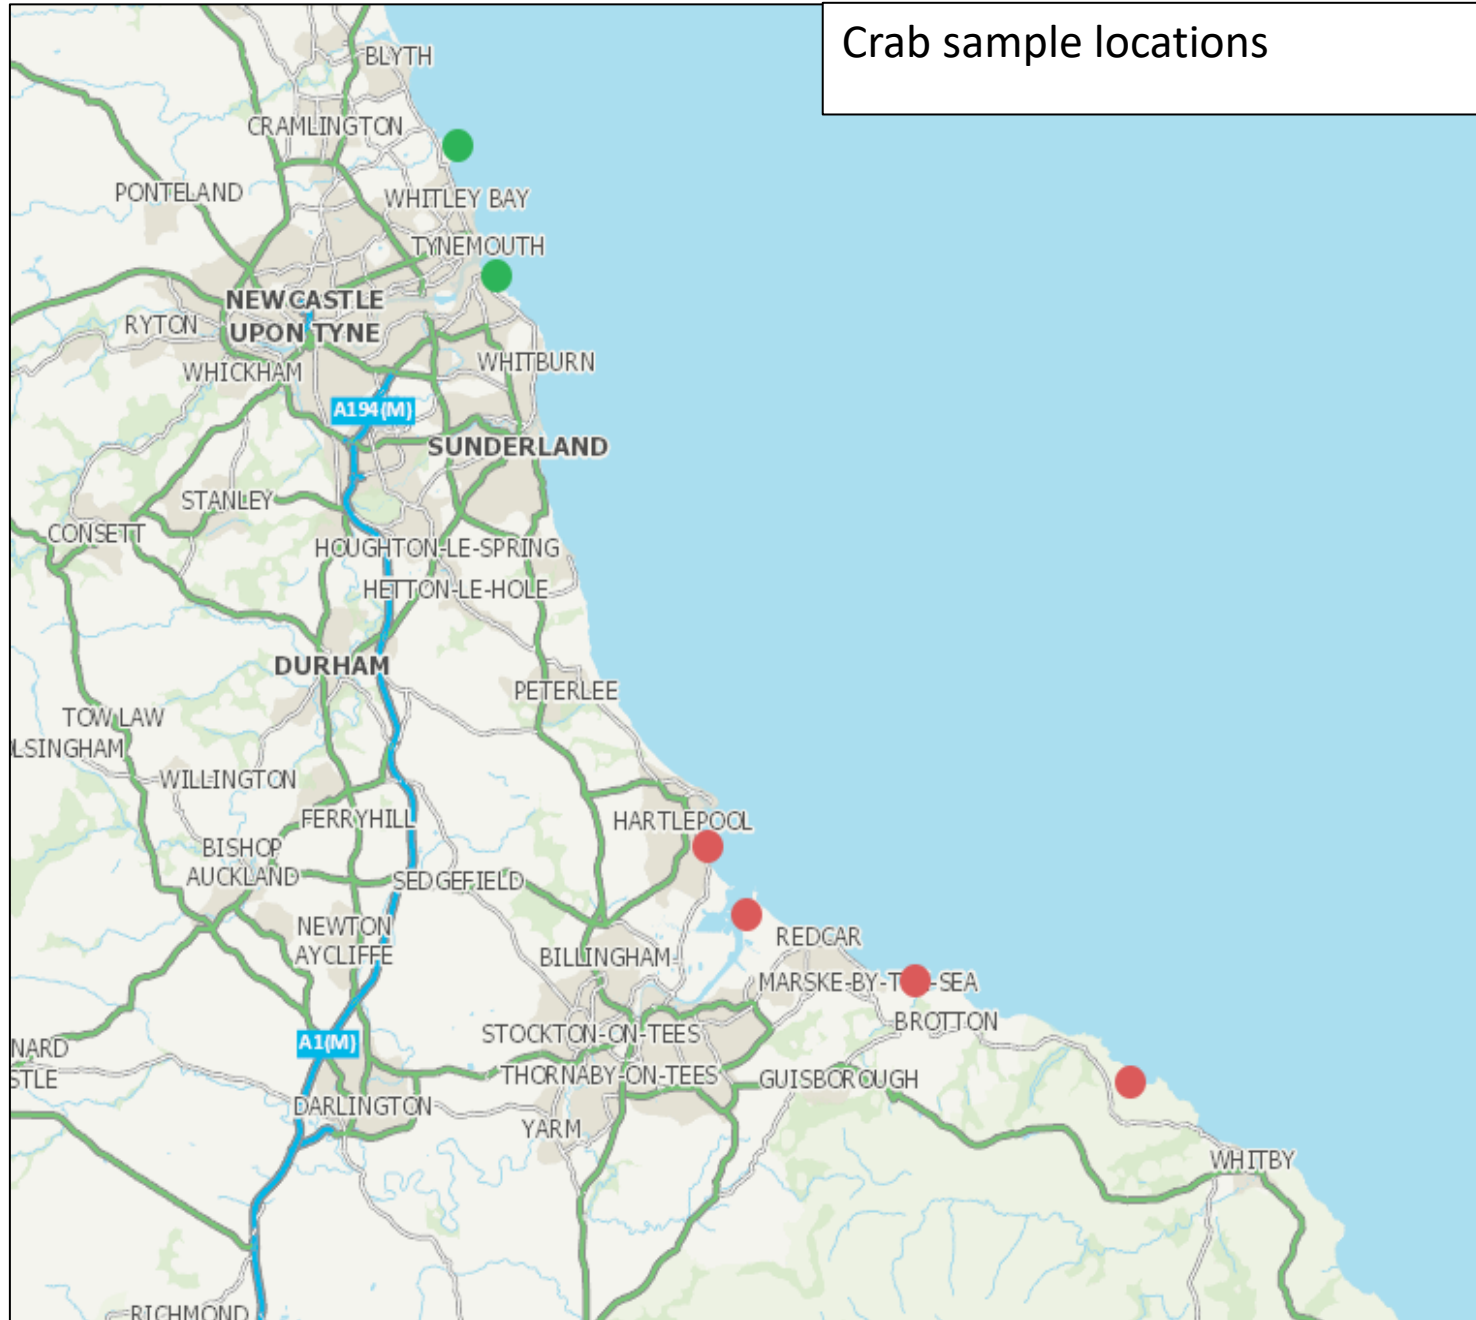 Crab sample locations
BLYTH
CRAMLINGTON
PONTELAND
WHITLEY BAY
TYNEMOUTH
NEWCASTLE
UPON TYNE
RYTON
WHITBURN
WHICKHAM
A194(M)
SUNDERLAND
STANLEY
CONSETT
HOUGHTON-LE-SPRING
HETTON-LE-HOLE
DURHAM
PETERLEE
TOW LAW
LSINGHAM
WILLINGTON
FERRYHILL
HARTLEPOOL
BISHOP
AUCKLAND
SEDGEFIELD
NEWTON
AYCLIFFE
REDCAR
BILLINGHAM
MARSKE-BY-T -SEA
BROTTON
STOCKTON-ON-TEES
A1(M)
NARD
STLE
THORNABY-ON-TEES
GUISBOROUGH
DARLINGTON
YARM
WHITBY
RICHMOND